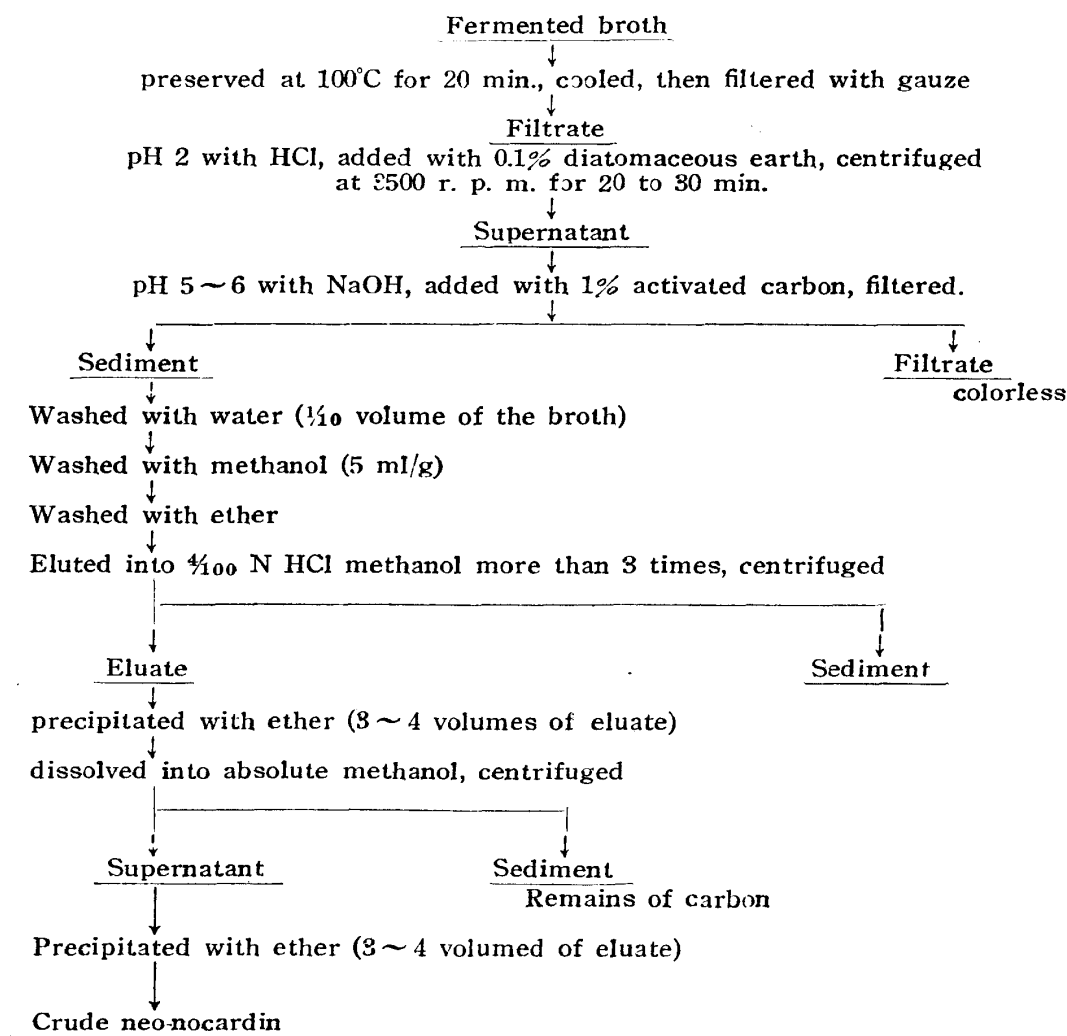 Fermented broth
preserved at 100°C for 20 min., cooled, then filtered with gauze
Filtrate
pH 2 with HCl, added with 0.1% diatomaceous earth, centrifuged
at r. p. m. for 20 to 30 min.
Supernatant
pH 5~6 with NaOH, added with 1% activated carbon, filtered.
Sediment
Filtrate
colorless
Washed with water (1/10 volume of the broth)
Washed with methanol (5 ml/g)
Washed with ether
Eluted into 4/100 N HCl methanol more than 3 times, centrifuged
Eluate
Sediment
precipitated with ether (3~4 volumes of eluate)
dissolved into absolute methanol, centrifuged
Supernatant
Sediment
Remains of carbon
Precipitated with ether (3~4 volumed of eluate)
Crude neo-nocardin